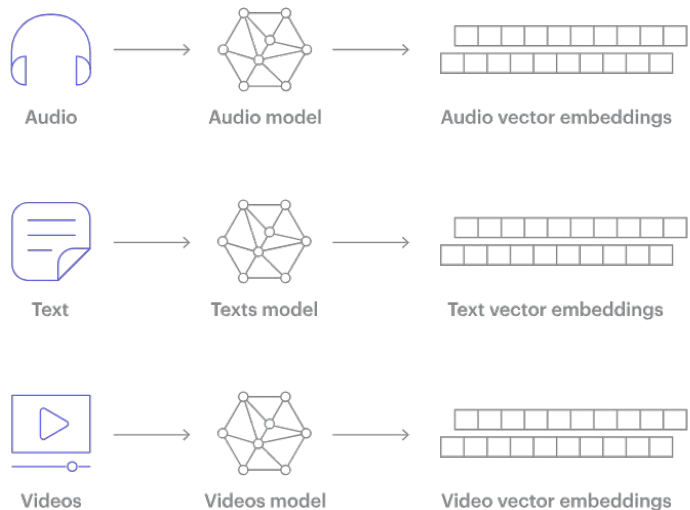 Audio
Audio model
Audio vector embeddings
Text
Texts model
Text vector embeddings
Videos
Videos model
Video vector embeddings